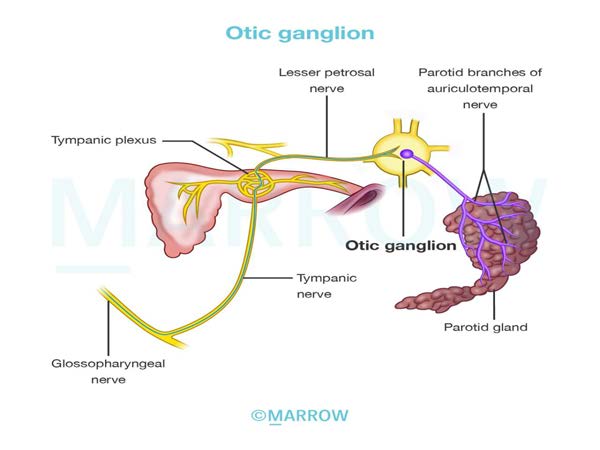 Otic ganglion
Lesser petrosal
nerve
Parotid branches of
auriculotemporal
nerve
Tympanic plexus
MARROW
Otic ganglion
Tympanic
nerve
Parotid gland
Glossopharyngeal
nerve
©MARROW